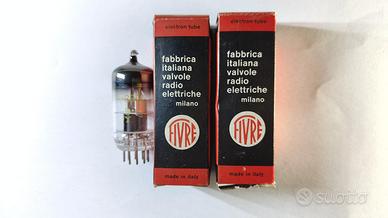 electron tube
fabbrica
italiana
valvole
radio
elettriche
milano
FIVRE
made in italy
electron tube
fabbrica
italiana
valvole
radio
elettriche
milano
FIVRE
made in italy
subito